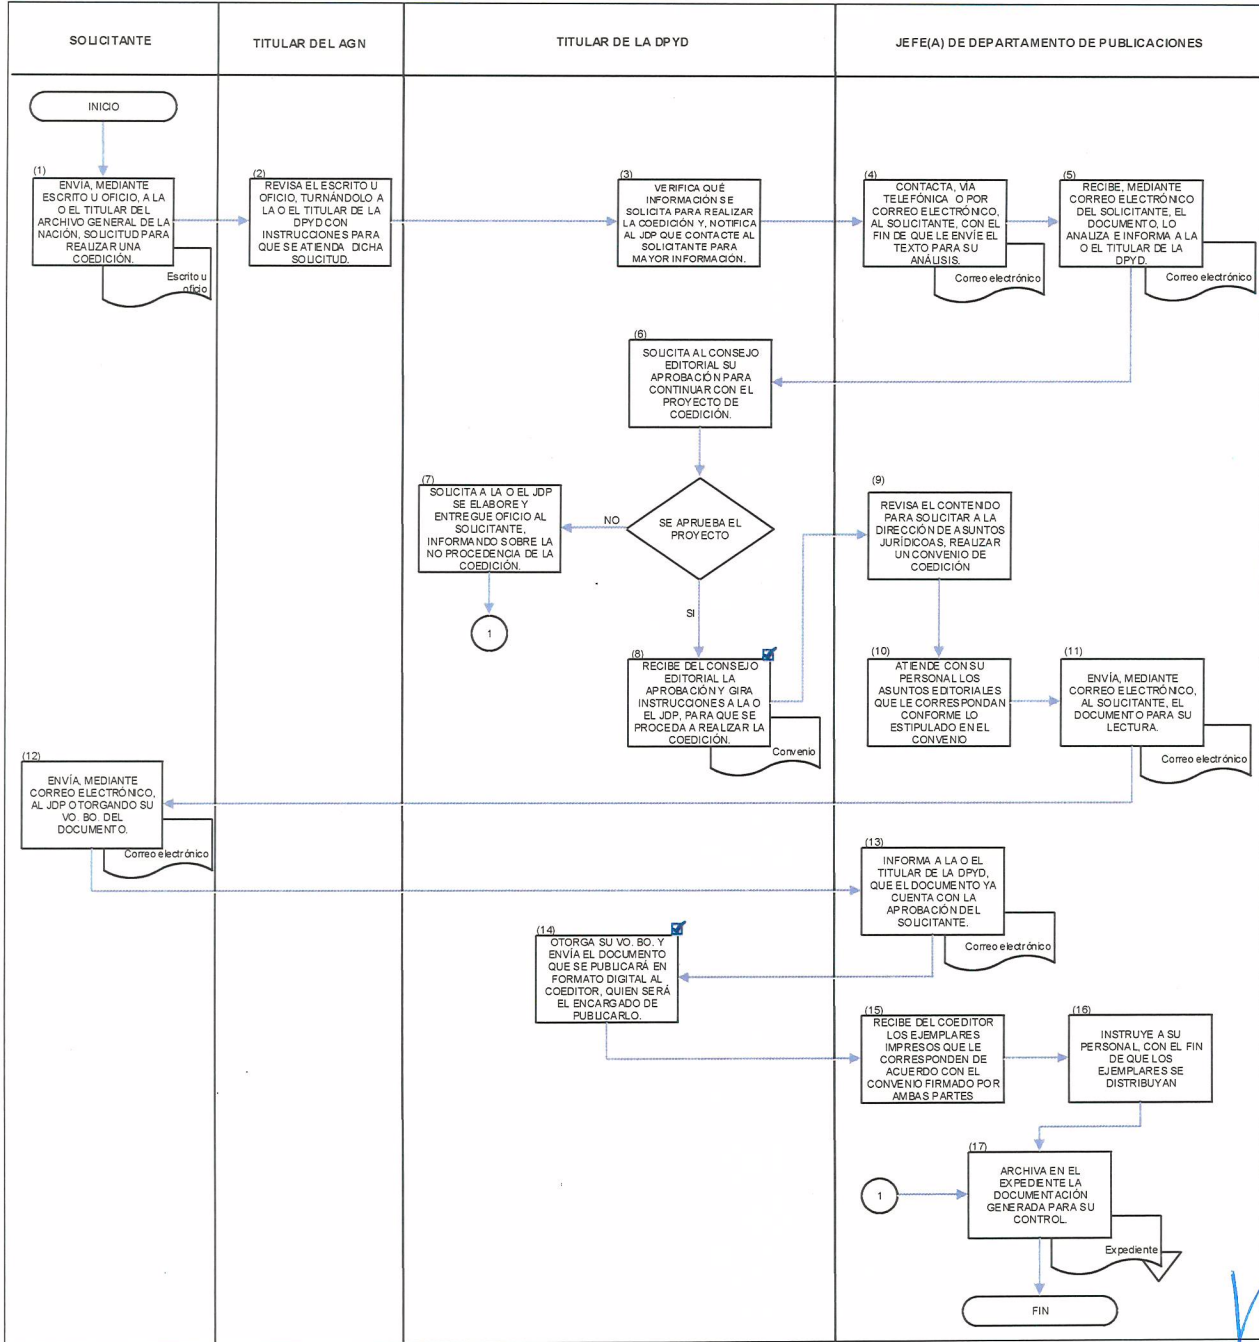 SOLICITANTE
TITULAR DEL AGN
TITULAR DE LA DPYD
JEFE(A) DE DEPARTAMENTO DE PUBLICACIONES
INICIO
(1)
ENVÍA, MEDIANTE
ESCRITO U OFICIO, A LA
O EL TITULAR DEL
ARCHIVO GENERAL DE LA
NACIÓN, SOLICITUD PARA
REALIZAR UNA
COEDICIÓN.
Escrito u
oficio
(2)
REVISA EL ESCRITO U
OFICIO, TURNÁNDOLO A
LA O EL TITULAR DE LA
DPYD CON
INSTRUCCIONES PARA
QUE SE ATIENDA DICHA
SOLICITUD.
(3)
VERIFICA QUÉ
INFORMACIÓN SE
SOLICITA PARA REALIZAR
LA COEDICIÓN Y, NOTIFICA
AL JDP QUE CONTACTE AL
SOLICITANTE PARA
MAYOR INFORMACIÓN.
(4)
CONTACTA, VÍA
TELEFÓNICA O POR
CORREO ELECTRÓNICO,
AL SOLICITANTE, CON EL
FIN DE QUE LE ENVÍE EL
TEXTO PARA SU
ANÁLISIS.
Correo electrónico
(5)
RECIBE, MEDIANTE
CORREO ELECTRÓNICO
DEL SOLICITANTE, EL
DOCUMENTO, LO
ANALIZA E INFORMA A LA
O EL TITULAR DE LA
DPYD.
Correo electrónico
(6)
SOLICITA AL CONSEJO
EDITORIAL SU
APROBACIÓN PARA
CONTINUAR CON EL
PROYECTO DE
COEDICIÓN.
SE APRUEBA EL
PROYECTO
NO
(7)
SOLICITA A LA O EL JDP
SE ELABORE Y
ENTREGUE OFICIO AL
SOLICITANTE,
INFORMANDO SOBRE LA
NO PROCEDENCIA DE LA
COEDICIÓN.
1
SI
(8)
RECIBE DEL CONSEJO
EDITORIAL LA
APROBACIÓN Y GIRA
INSTRUCCIONES A LA O
EL JDP, PARA QUE SE
PROCEDA A REALIZAR LA
COEDICIÓN.
Convenio
(9)
REVISA EL CONTENIDO
PARA SOLICITAR A LA
DIRECCIÓN DE ASUNTOS
JURÍDICOAS, REALIZAR
UN CONVENIO DE
COEDICIÓN
(10)
ATIENDE CON SU
PERSONAL LOS
ASUNTOS EDITORIALES
QUE LE CORRESPONDAN
CONFORME LO
ESTIPULADO EN EL
CONVENIO
(11)
ENVÍA, MEDIANTE
CORREO ELECTRÓNICO,
AL SOLICITANTE, EL
DOCUMENTO PARA SU
LECTURA.
Correo electrónico
(12)
ENVÍA, MEDIANTE
CORREO ELECTRÓNICO,
AL JDP OTORGANDO SU
VO. BO. DEL
DOCUMENTO.
Correo electrónico
(13)
INFORMA A LA O EL
TITULAR DE LA DPYD,
QUE EL DOCUMENTO YA
CUENTA CON LA
APROBACIÓN DEL
SOLICITANTE.
Correo electrónico
(14)
OTORGA SU VO. BO. Y
ENVÍA EL DOCUMENTO
QUE SE PUBLICARÁ EN
FORMATO DIGITAL AL
COEDITOR, QUIEN SERÁ
EL ENCARGADO DE
PUBLICARLO.
(15)
RECIBE DEL COEDITOR
LOS EJEMPLARES
IMPRESOS QUE LE
CORRESPONDEN DE
ACUERDO CON EL
CONVENIO FIRMADO POR
AMBAS PARTES
(16)
INSTRUYE A SU
PERSONAL, CON EL FIN
DE QUE LOS
EJEMPLARES SE
DISTRIBUYAN
(17)
ARCHIVA EN EL
EXPEDIENTE LA
DOCUMENTACIÓN
GENERADA PARA SU
CONTROL.
1
Expediente
FIN